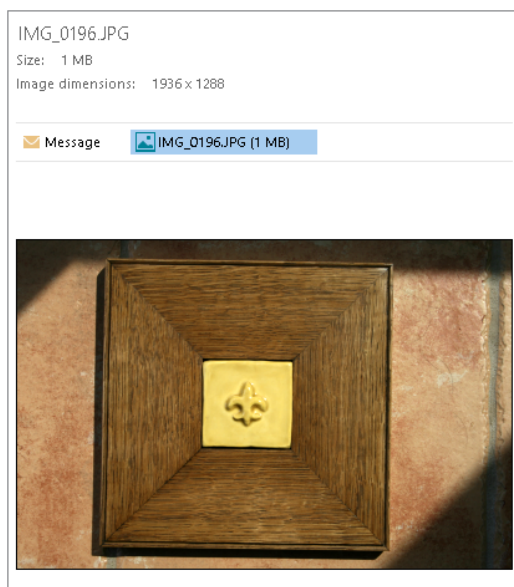 IMG_0196.JPG
Size: 1 MB
Image dimensions: 1936 x 1288
Message IMG_0196.JPG (1 MB)